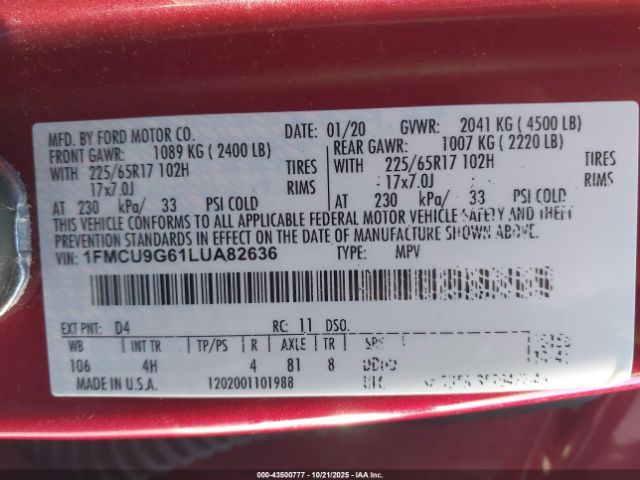 MFD. BY FORD MOTOR CO. DATE: 01/20 GVWR: 2041 KG ( 4500 LB)
FRONT GAWR: 1089 KG ( 2400 LB) REAR GAWR: 1007 KG ( 2220 LB)
WITH 225/65R17 102H TIRES WITH 225/65R17 102H TIRES
17x7.0J RIMS 17x7.0J RIMS
AT 230 kPa/ 33 PSI COLD AT 230 kPa/ 33 PSI COLD
THIS VEHICLE CONFORMS TO ALL APPLICABLE FEDERAL MOTOR VEHICLE SAFETY AND THEFT
PREVENTION STANDARDS IN EFFECT ON THE DATE OF MANUFACTURE SHOWN ABOVE.
VIN: 1FMCU9G61LUA82636 TYPE: MPV
EXT PNT: D4 RC: 11 DSO:
WB INT TR TP/PS R AXLE TR SPR
106 4H 4 81 8
MADE IN U.S.A. 1202001101988
000-43500777 - 10/21/2025 - IAAI Inc.